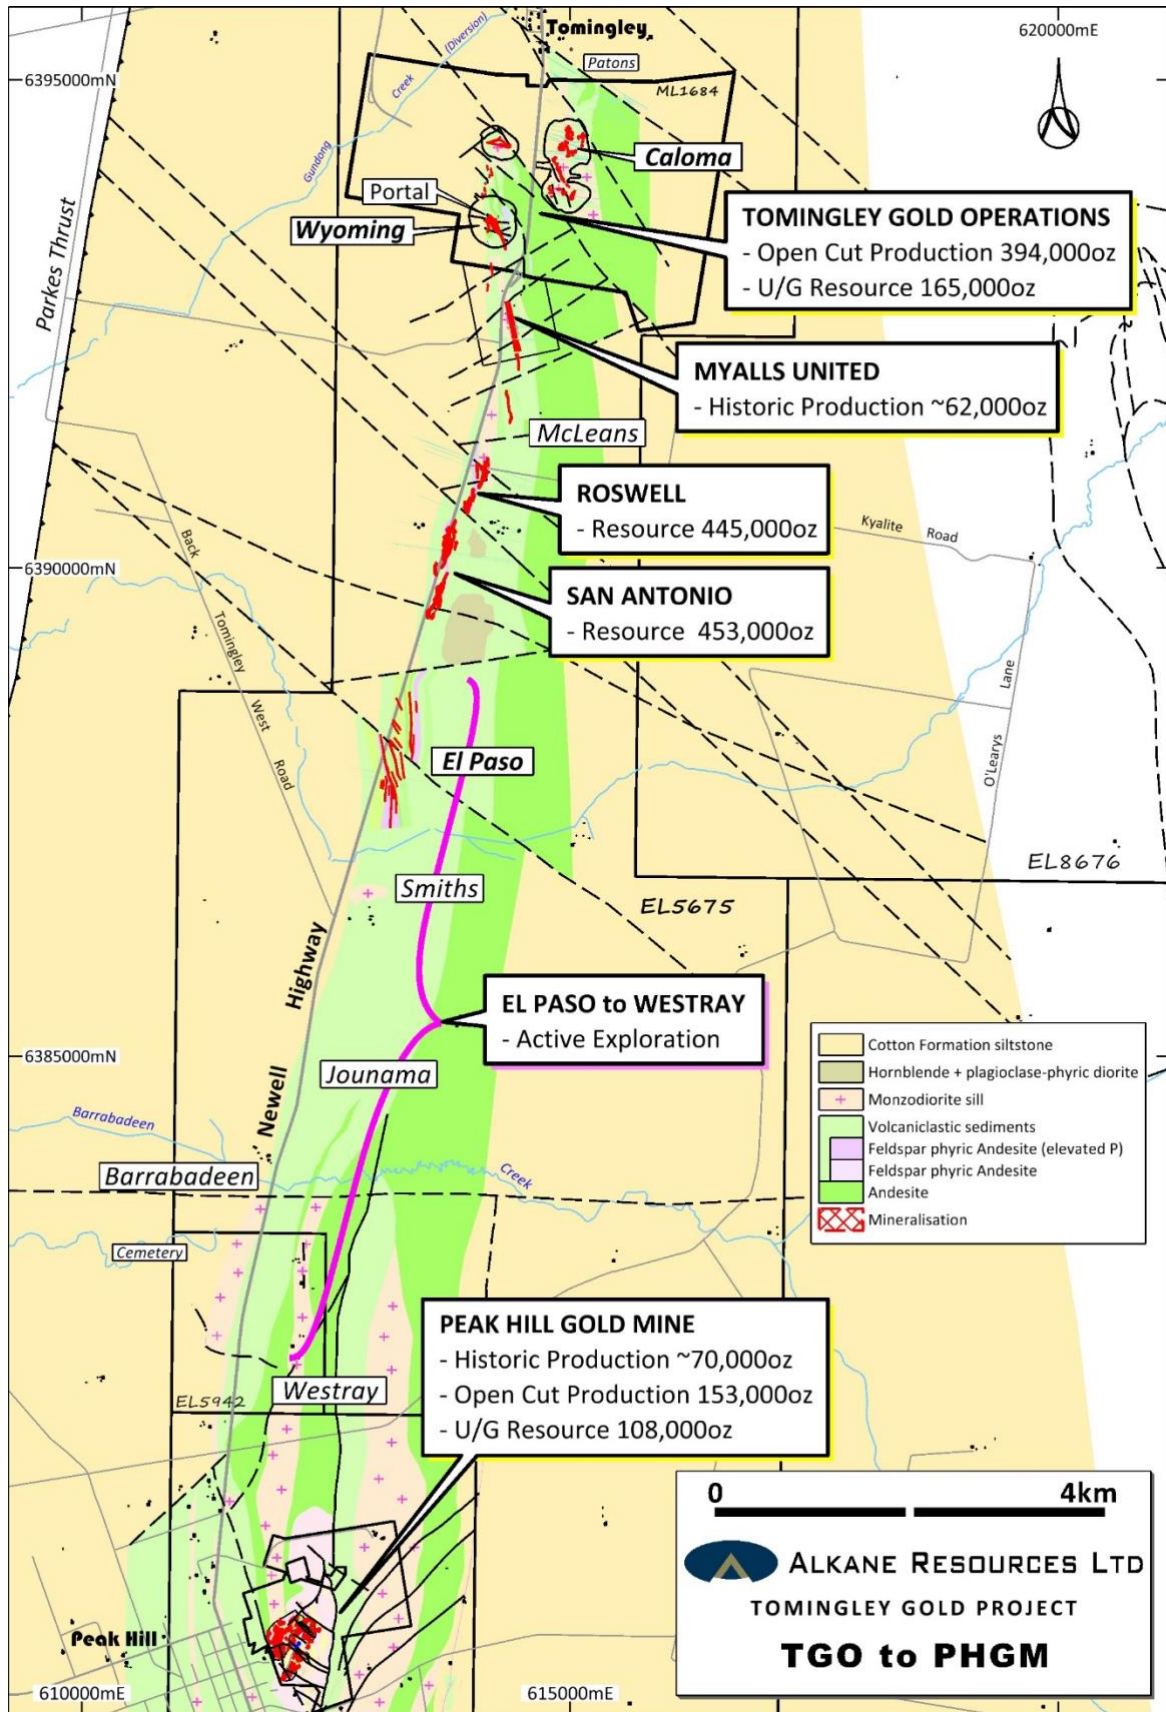 Tomingley
620000mE
Creek (Diversion)
Patons
6395000mN
ML1684
Gundong
Caloma
Portal
Wyoming
Parkes Thrust
TOMINGLEY GOLD OPERATIONS
- Open Cut Production 394,000oz
- U/G Resource 165,000oz
MYALLS UNITED
- Historic Production ~62,000oz
McLeans
ROSWELL
- Resource 445,000oz
Kyalite Road
6390000mN
SAN ANTONIO
- Resource 453,000oz
Back Tomingley West Road
O'Learys Lane
El Paso
EL8676
Smiths
EL5675
Newell Highway
EL PASO to WESTRAY
- Active Exploration
6385000mN
Jounama
Cotton Formation siltstone
Hornblende + plagioclase-phyric diorite
Monzodiorite sill
Volcaniclastic sediments
Feldspar phyric Andesite (elevated P)
Feldspar phyric Andesite
Andesite
Mineralisation
Barrabadeen Creek
Barrabadeen
Cemetery
PEAK HILL GOLD MINE
- Historic Production ~70,000oz
- Open Cut Production 153,000oz
- U/G Resource 108,000oz
Westray
EL5942
0 4km
ALKANE RESOURCES LTD
TOMINGLEY GOLD PROJECT
TGO to PHGM
Peak Hill
610000mE
615000mE